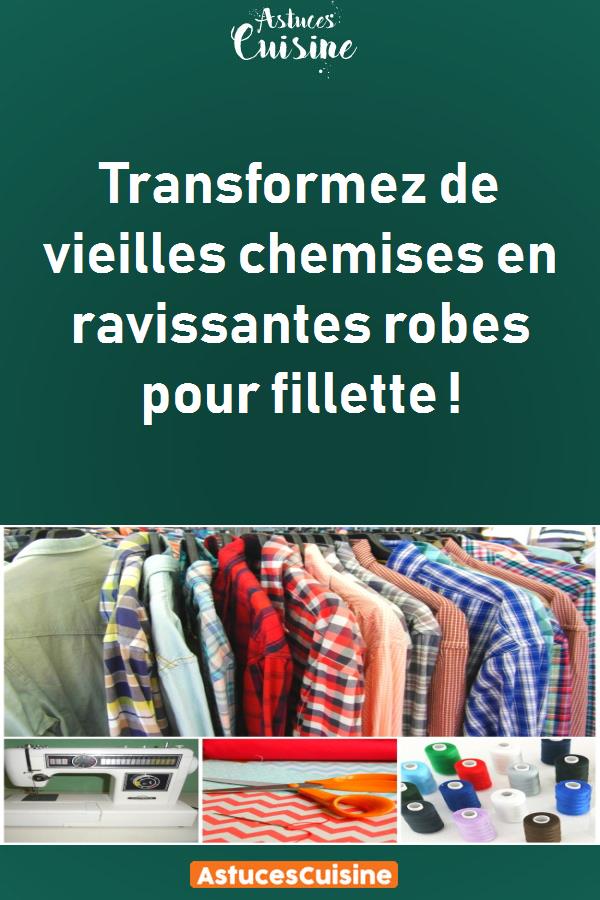 Astuces
Cuisine
Transformez de
vieilles chemises en
ravissantes robes
pour fillette !
AstucesCuisine